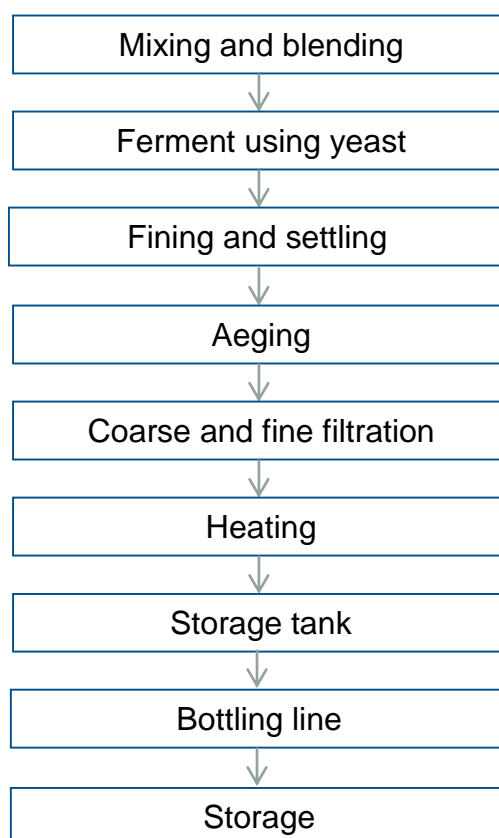 Mixing and blending
Ferment using yeast
Fining and settling
Aeging
Coarse and fine filtration
Heating
Storage tank
Bottling line
Storage